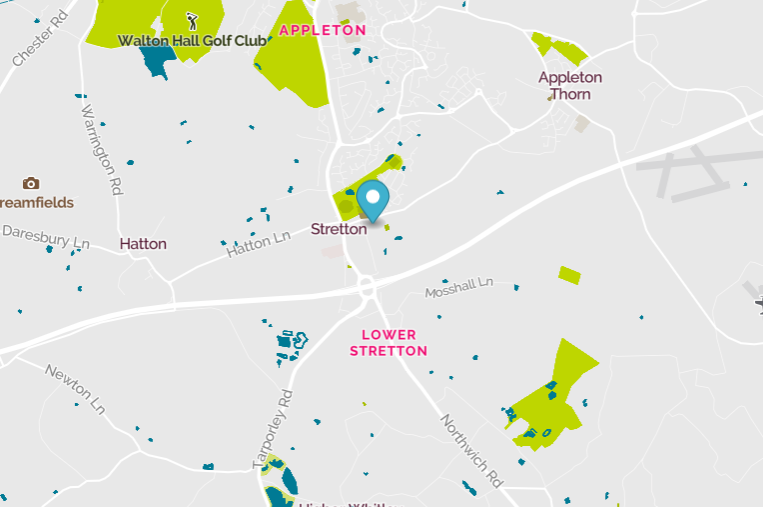 Chester Rd
APPLETON
Walton Hall Golf Club
Appleton
Thorn
Warrington Rd
reamfields
Daresbury Ln
Hatton
Hatton Ln
Stretton
Mosshall Ln
LOWER
STRETTON
Newton Ln
Tarporley Rd
Northwich Rd